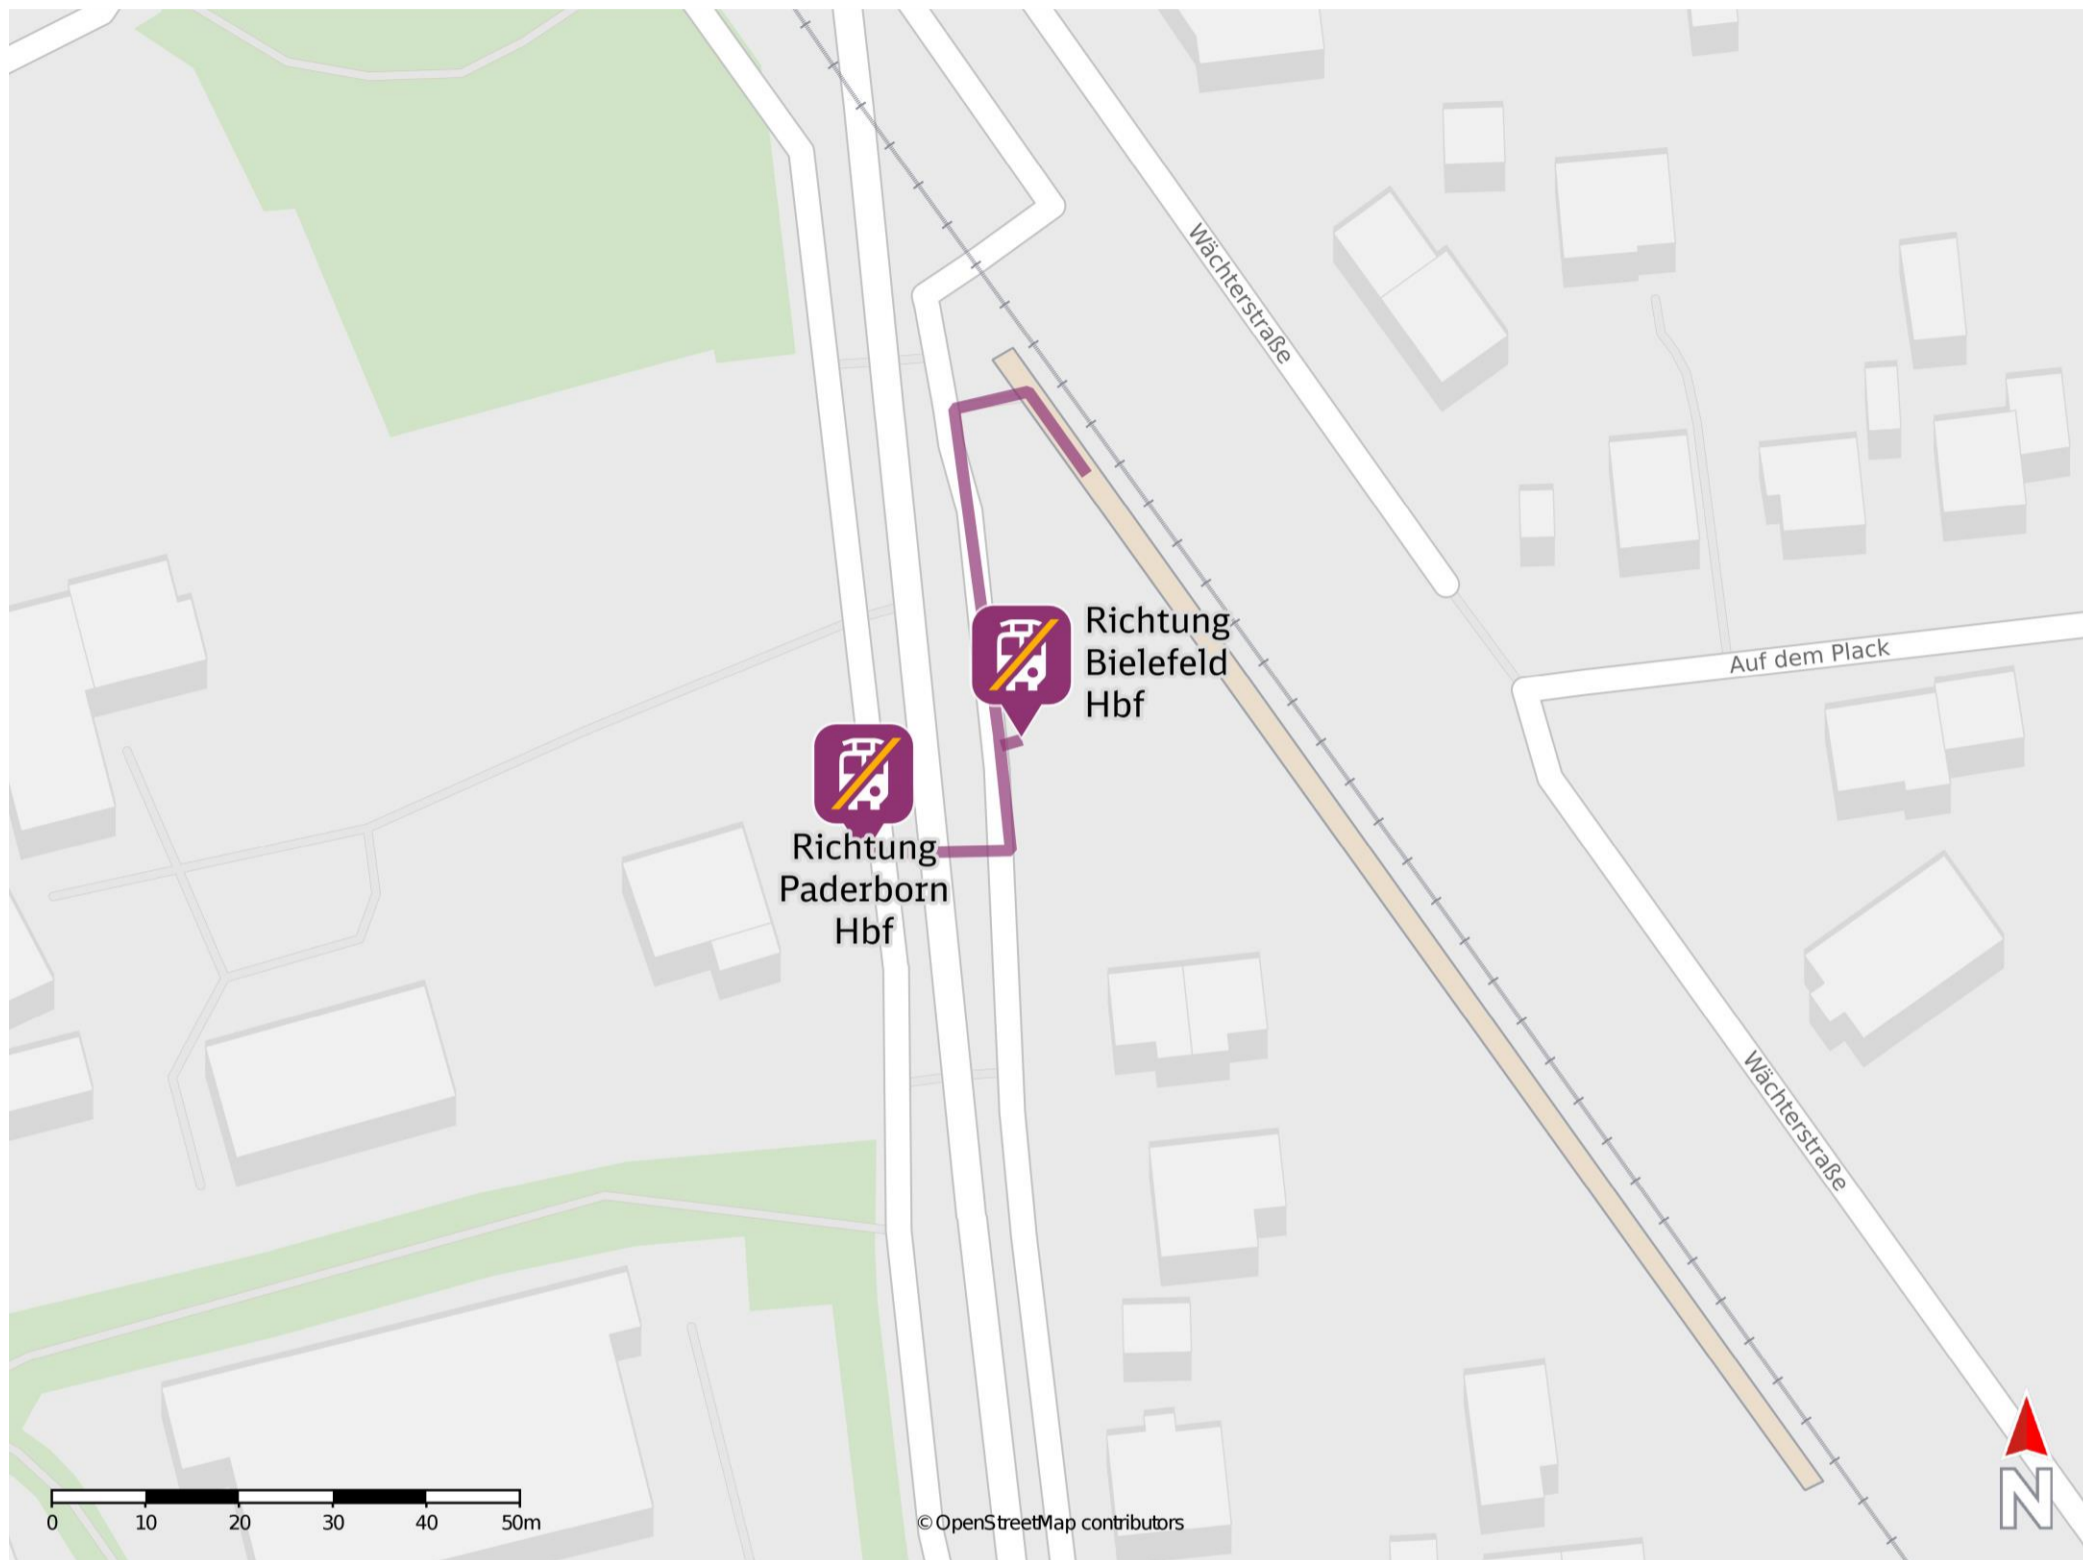 Wächterstraße
Richtung
Bielefeld
Hbf
Auf dem Plack
Richtung
Paderborn
Hbf
Wächterstraße
0 10 20 30 40 50m
© OpenStreetMap contributors
N